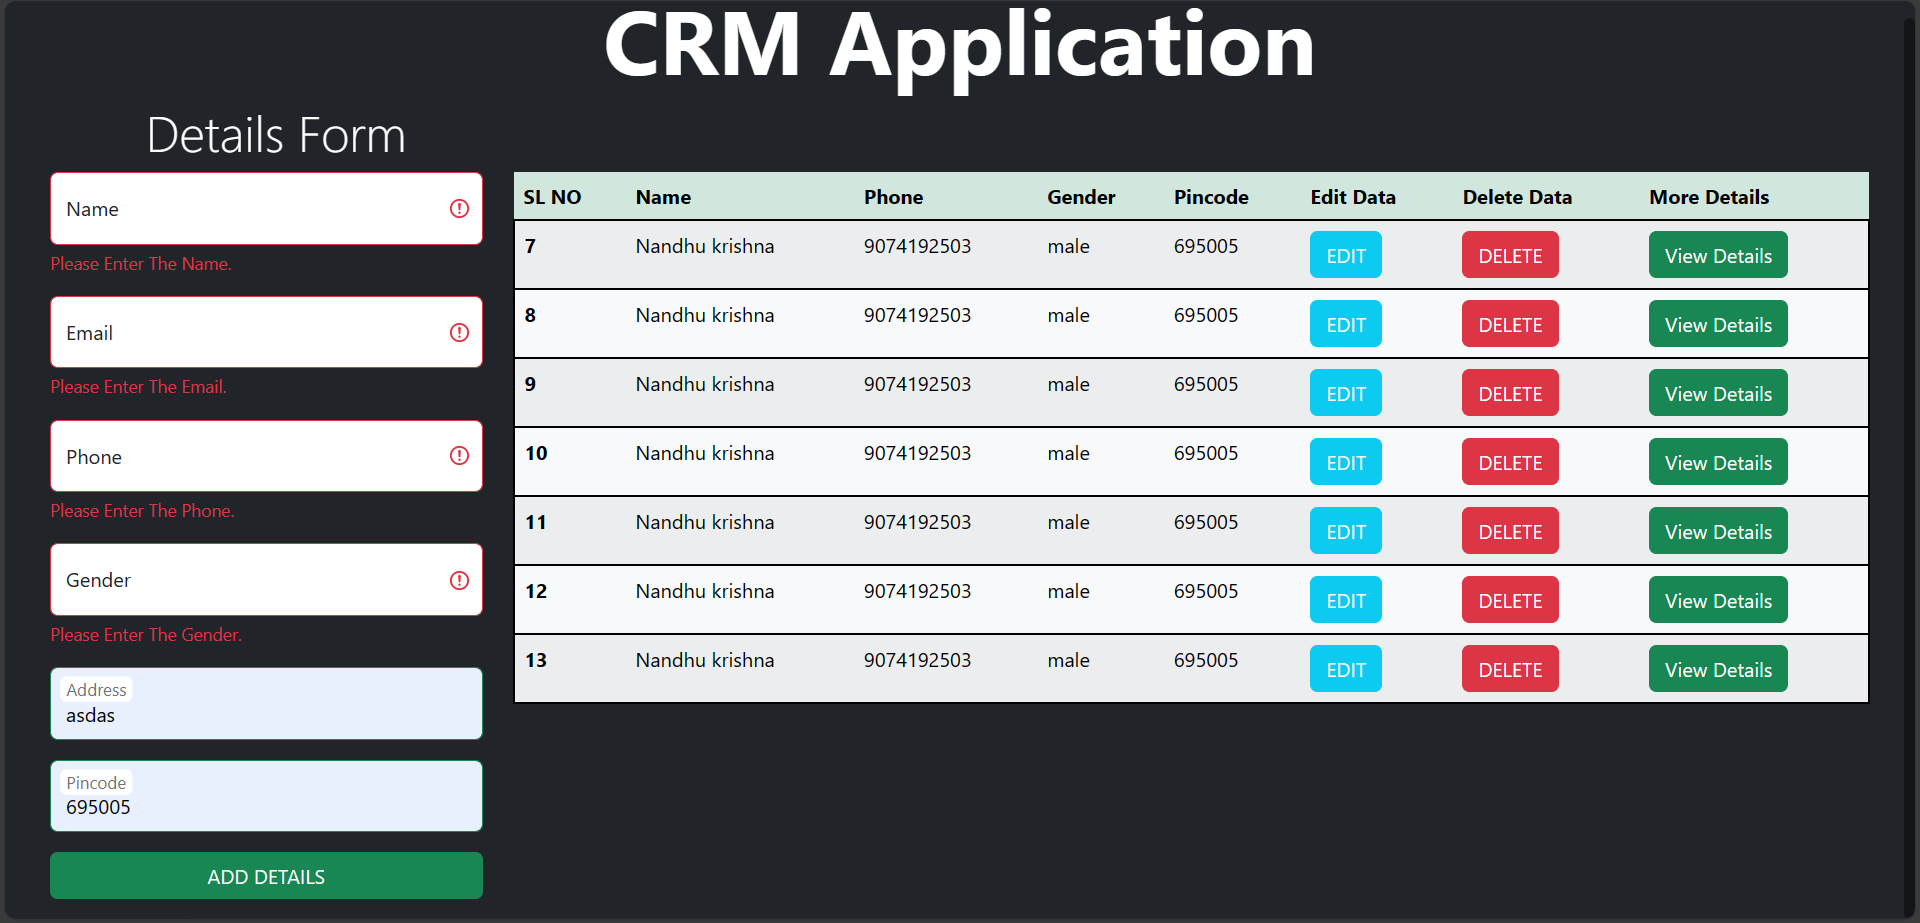 CRM Application
Details Form
Name
Please Enter The Name.
Email
Please Enter The Email.
Phone
Please Enter The Phone.
Gender
Please Enter The Gender.
Address
asdas
Pincode
695005
ADD DETAILS
SL NO Name Phone Gender Pincode Edit Data Delete Data More Details
7 Nandhu krishna 9074192503 male 695005 EDIT DELETE View Details
8 Nandhu krishna 9074192503 male 695005 EDIT DELETE View Details
9 Nandhu krishna 9074192503 male 695005 EDIT DELETE View Details
10 Nandhu krishna 9074192503 male 695005 EDIT DELETE View Details
11 Nandhu krishna 9074192503 male 695005 EDIT DELETE View Details
12 Nandhu krishna 9074192503 male 695005 EDIT DELETE View Details
13 Nandhu krishna 9074192503 male 695005 EDIT DELETE View Details